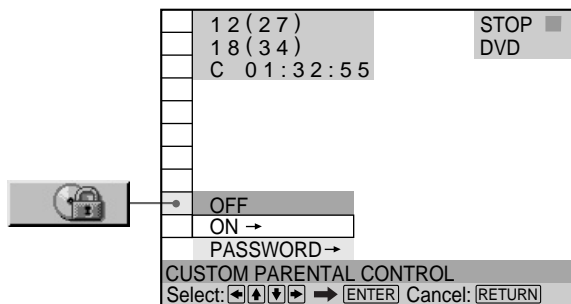 12(27)
18(34)
C 01:32:55
STOP
DVD
OFF
ON →
PASSWORD→
CUSTOM PARENTAL CONTROL
Select: ← ↑ ↓ → → ENTER Cancel: RETURN